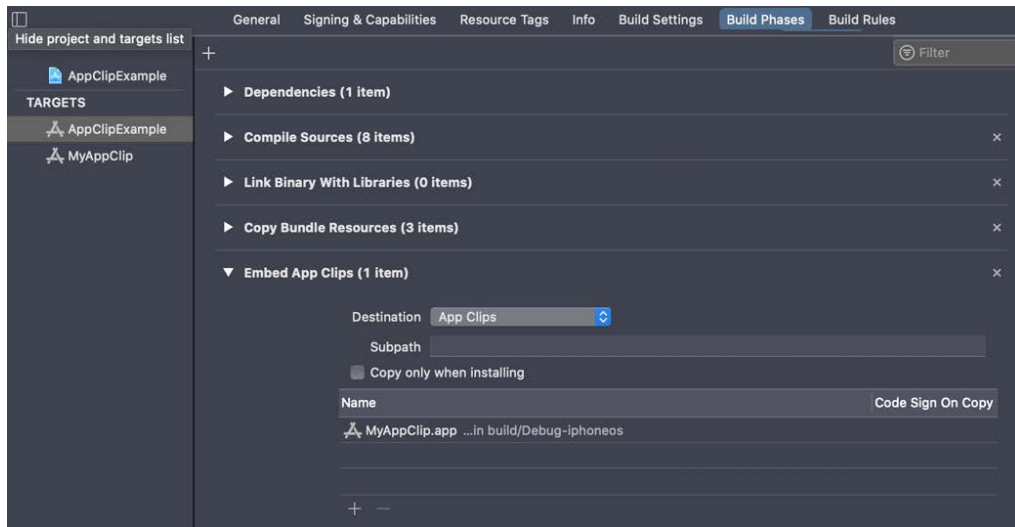 General Signing & Capabilities Resource Tags Info Build Settings Build Phases Build Rules
Hide project and targets list
Filter
AppClipExample
TARGETS
AppClipExample
MyAppClip
Dependencies (1 item)
Compile Sources (8 items)
Link Binary With Libraries (0 items)
Copy Bundle Resources (3 items)
Embed App Clips (1 item)
Destination App Clips
Subpath
Copy only when installing
Name Code Sign On Copy
MyAppClip.app ...in build/Debug-iphoneos